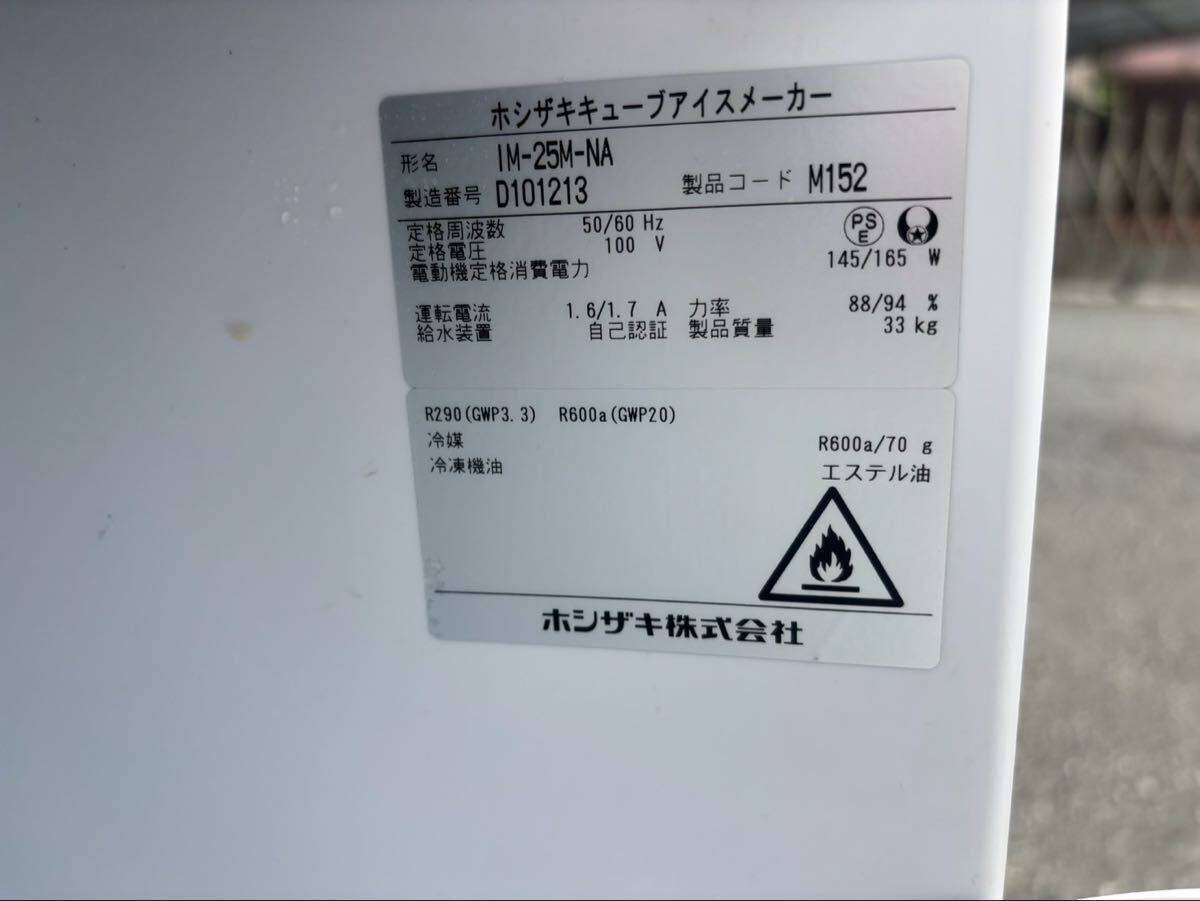 ホシザキキューブアイスメーカー
形名 IM-25M-NA
製造番号 D101213 製品コード M152
定格周波数 50/60 Hz PSE
定格電圧 100 V
電動機定格消費電力 145/165 W
運転電流 1.6/1.7 A 力率 88/94 %
給水装置 自己認証 製品質量 33 kg
R290(GWP3.3) R600a(GWP20)
冷媒 R600a/70 g
冷凍機油 エステル油
ホシザキ株式会社